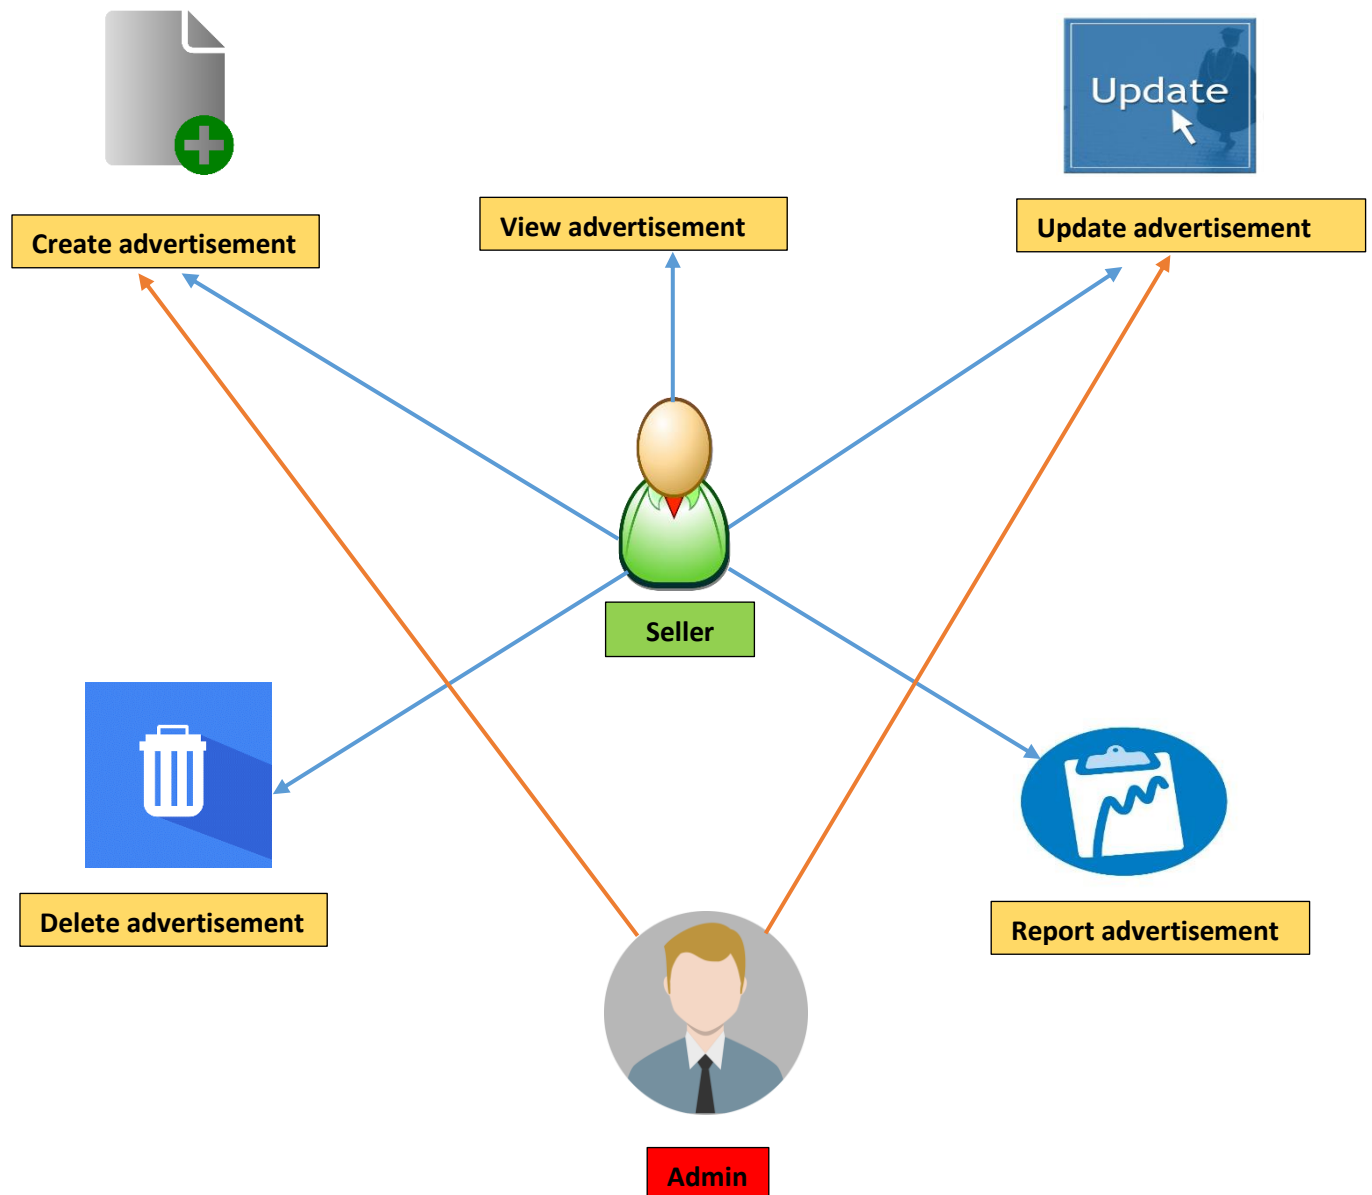 Update
Create advertisement
View advertisement
Update advertisement
Seller
Delete advertisement
Report advertisement
Admin